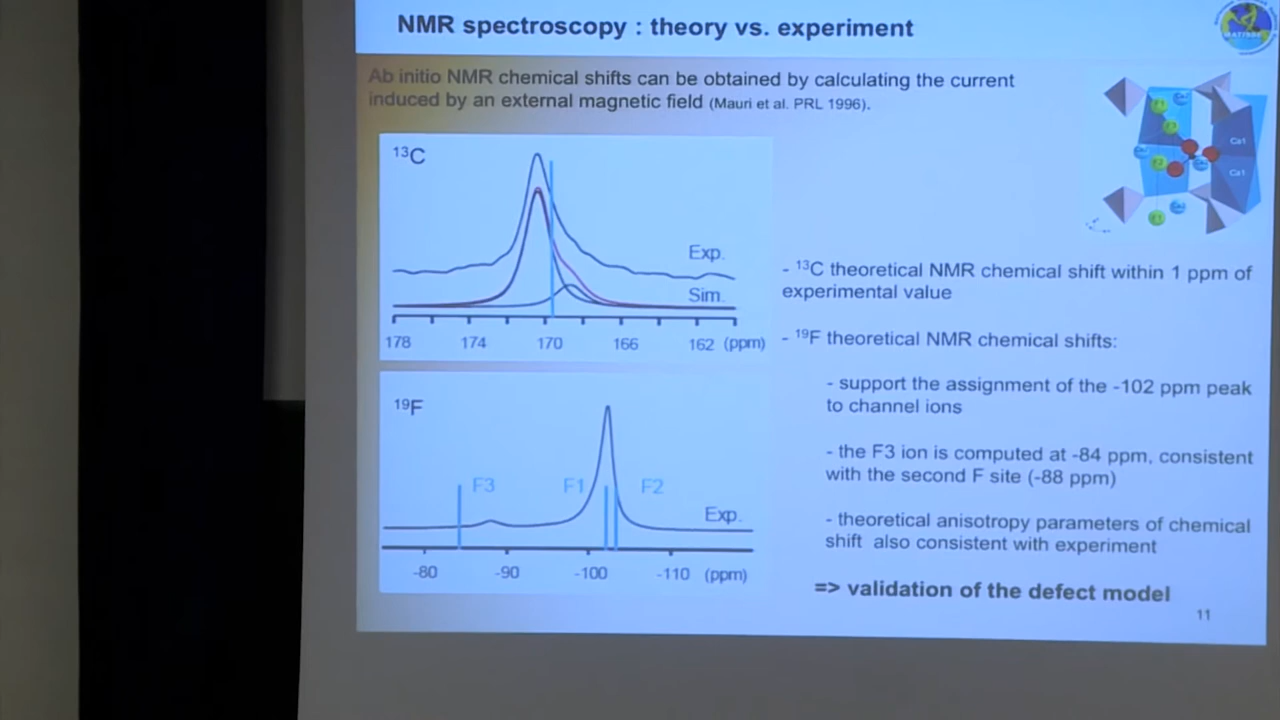 NMR spectroscopy : theory vs. experiment
Ab initio NMR chemical shifts can be obtained by calculating the current
induced by an external magnetic field (Mauri et al. PRL 1996).
¹³C
Exp.
Sim.
178 174 170 166 162 (ppm)
¹⁹F
F3 F1 F2
Exp.
-80 -90 -100 -110 (ppm)
- ¹³C theoretical NMR chemical shift within 1 ppm of
experimental value
- ¹⁹F theoretical NMR chemical shifts:
- support the assignment of the -102 ppm peak
to channel ions
- the F3 ion is computed at -84 ppm, consistent
with the second F site (-88 ppm)
- theoretical anisotropy parameters of chemical
shift also consistent with experiment
=> validation of the defect model
11
Ca1
Ca1